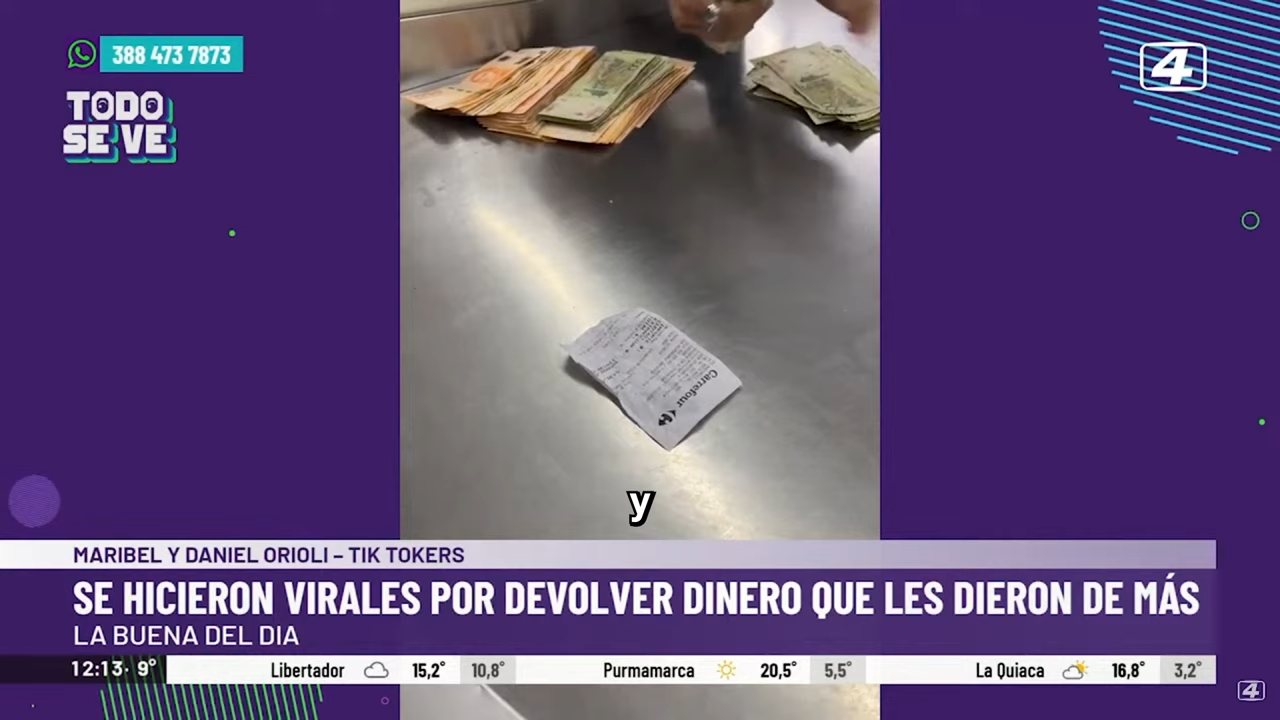 388 473 7873
4
TODO
SE VE
Carrefour
y
MARIBEL Y DANIEL ORIOLI – TIK TOKERS
SE HICIERON VIRALES POR DEVOLVER DINERO QUE LES DIERON DE MÁS
LA BUENA DEL DIA
12:13· 9° Libertador 15,2° 10,8° Purmamarca 20,5° 5,5° La Quiaca 16,8° 3,2°
4